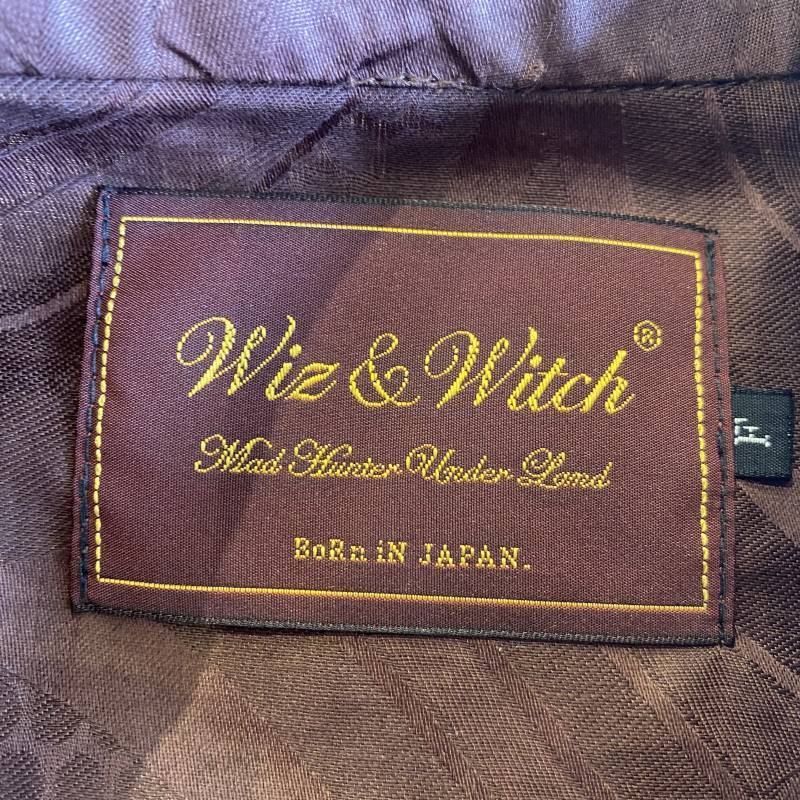 Wiz & Witch®
Mad Hunter Under Land
BoRn iN JAPAN.